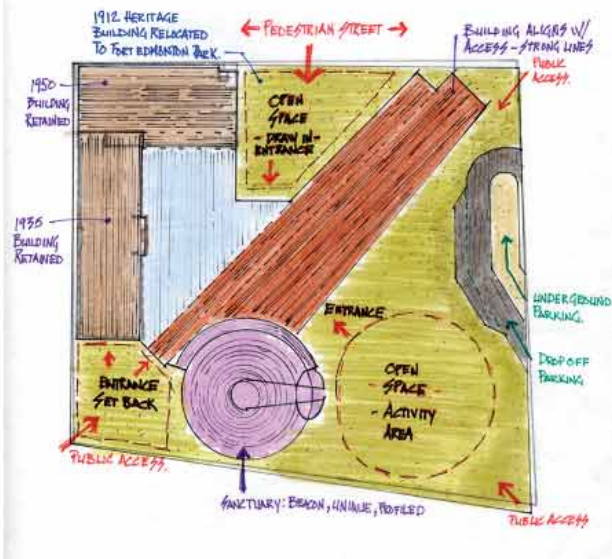 1912 HERITAGE
BUILDING RELOCATED
TO FORT EDMONTON PARK.
← PEDESTRIAN STREET →
BUILDING ALIGNS W/
ACCESS - STRONG LINES
PUBLIC
ACCESS.
1950
BUILDING
RETAINED
OPEN
SPACE
- DRAW IN -
ENTRANCE
1935
BUILDING
RETAINED
UNDERGROUND
PARKING.
DROP OFF
PARKING
ENTRANCE
OPEN
SPACE
- ACTIVITY
AREA
ENTRANCE
SET BACK
PUBLIC ACCESS.
SANCTUARY: BEACON, UNIQUE, PROFILED
PUBLIC ACCESS